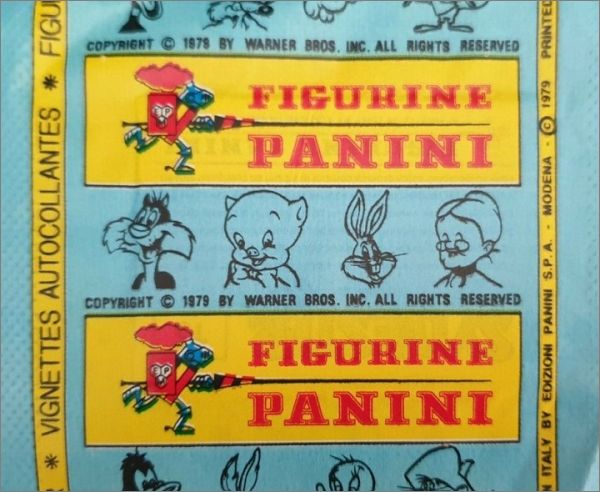 COPYRIGHT © 1979 BY WARNER BROS. INC. ALL RIGHTS RESERVED
FIGURINE
PANINI
COPYRIGHT © 1979 BY WARNER BROS. INC. ALL RIGHTS RESERVED
FIGURINE
PANINI
* VIGNETTES AUTOCOLLANTES * FIGU
N ITALY BY EDIZIONI PANINI S.P.A. - MODENA - © 1979 PRINTED